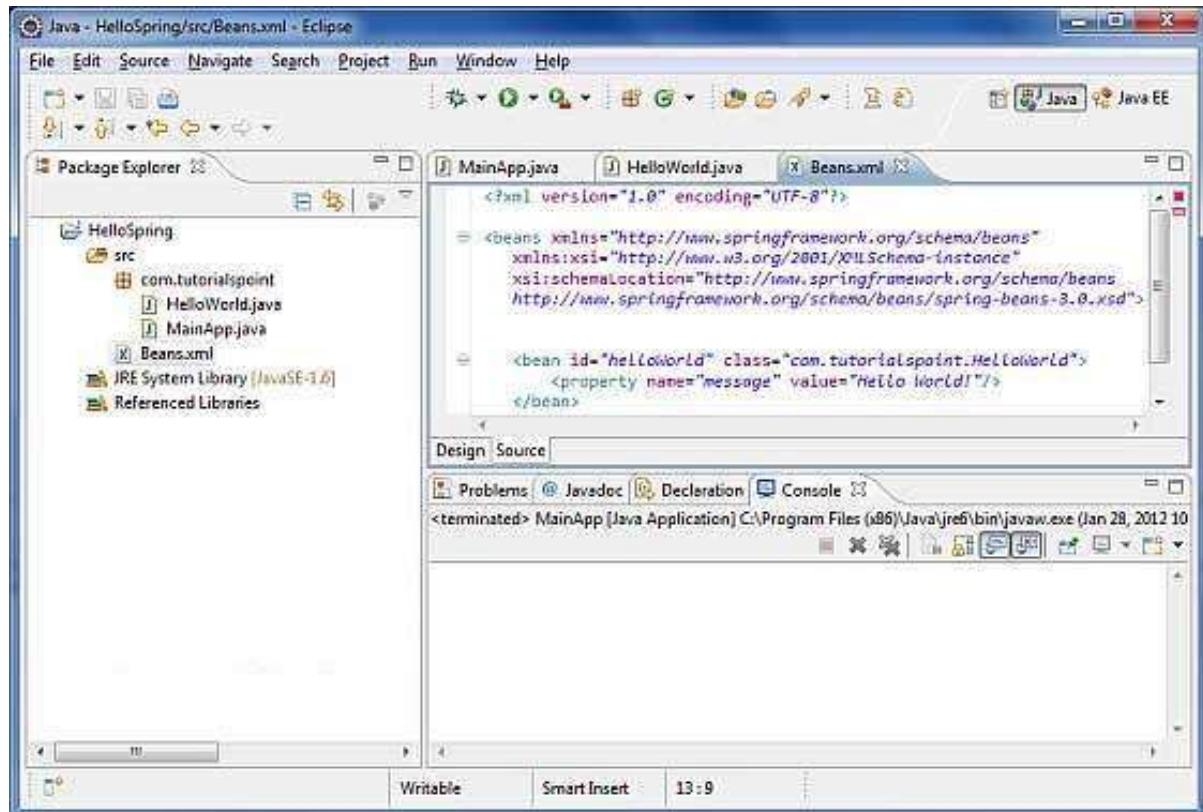 Java - HelloSpring/src/Beans.xml - Eclipse
File Edit Source Navigate Search Project Run Window Help
Java Java EE
Package Explorer
HelloSpring
src
com.tutorialspoint
HelloWorld.java
MainApp.java
Beans.xml
JRE System Library [JavaSE-1.6]
Referenced Libraries
MainApp.java HelloWorld.java Beans.xml
<?xml version="1.0" encoding="UTF-8"?>
<beans xmlns="http://www.springframework.org/schema/beans"
xmlns:xsi="http://www.w3.org/2001/XMLSchema-instance"
xsi:schemaLocation="http://www.springframework.org/schema/beans
http://www.springframework.org/schema/beans/spring-beans-3.0.xsd">
<bean id="helloWorld" class="com.tutorialspoint.HelloWorld">
<property name="message" value="Hello World!"/>
</bean>
Design Source
Problems @ Javadoc Declaration Console
<terminated> MainApp [Java Application] C:\Program Files (x86)\Java\jre6\bin\javaw.exe (Jan 28, 2012 10
Writable Smart Insert 13:9